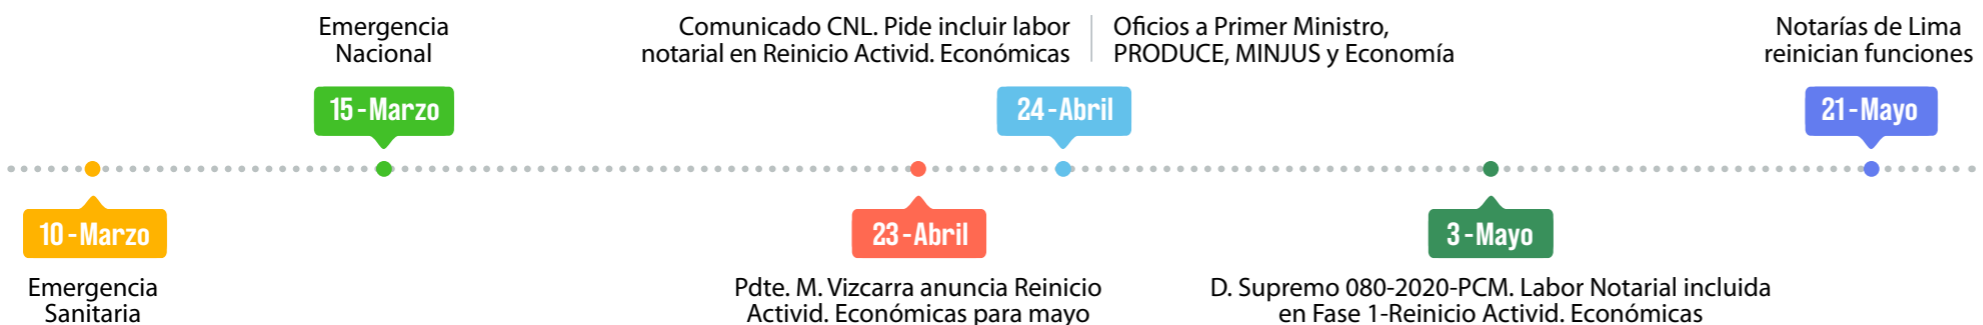 Emergencia
Nacional
Comunicado CNL. Pide incluir labor
notarial en Reinicio Activid. Económicas
Oficios a Primer Ministro,
PRODUCE, MINJUS y Economía
Notarías de Lima
reinician funciones
15-Marzo
24-Abril
21-Mayo
10-Marzo
23-Abril
3-Mayo
Emergencia
Sanitaria
Pdte. M. Vizcarra anuncia Reinicio
Activid. Económicas para mayo
D. Supremo 080-2020-PCM. Labor Notarial incluida
en Fase 1-Reinicio Activid. Económicas